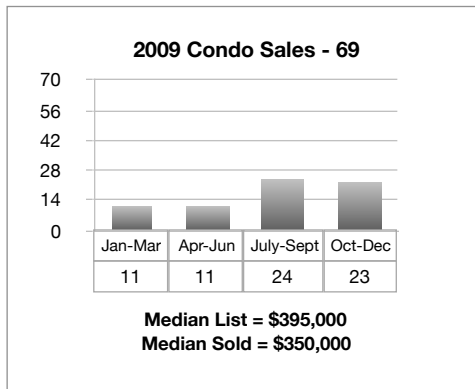 2009 Condo Sales - 69
70
56
42
28
14
0
Jan-Mar Apr-Jun July-Sept Oct-Dec
11 11 24 23
Median List = $395,000
Median Sold = $350,000